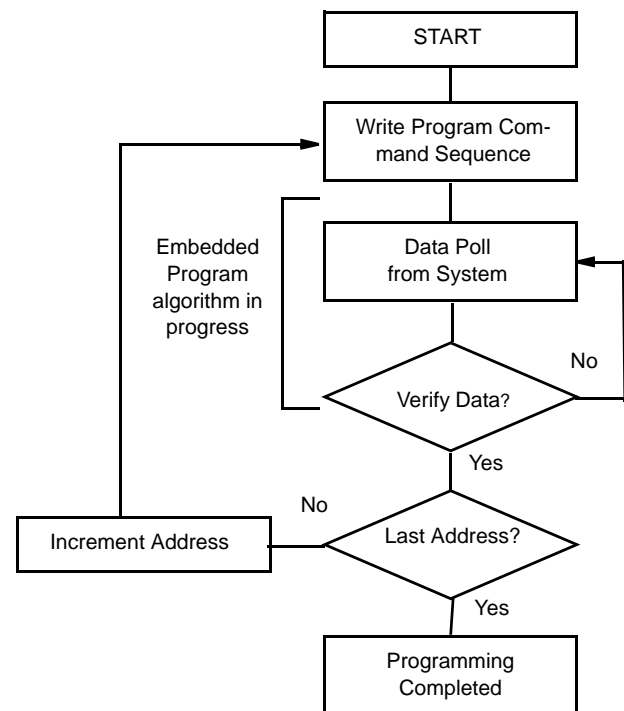 START
Write Program Com-
mand Sequence
Embedded
Program
algorithm in
progress
Data Poll
from System
No
Verify Data?
Yes
No
Increment Address
Last Address?
Yes
Programming
Completed